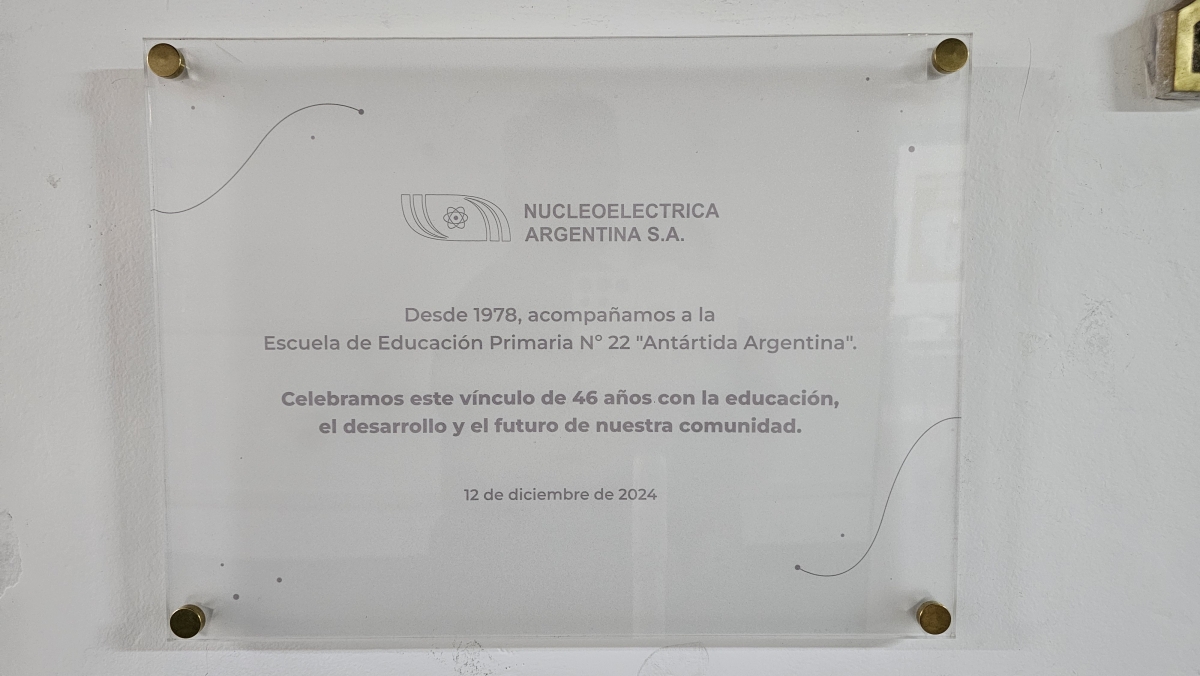 NUCLEOELECTRICA
ARGENTINA S.A.
Desde 1978, acompañamos a la
Escuela de Educación Primaria Nº 22 "Antártida Argentina".
Celebramos este vínculo de 46 años con la educación,
el desarrollo y el futuro de nuestra comunidad.
12 de diciembre de 2024